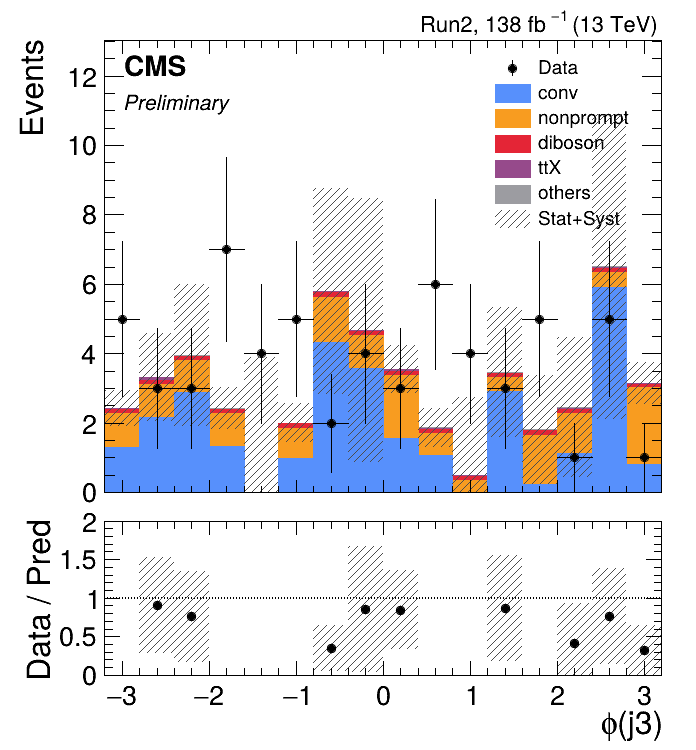 Run2, 138 fb⁻¹ (13 TeV)
Events
CMS
Preliminary
Data
conv
nonprompt
diboson
ttX
others
Stat+Syst
12
10
8
6
4
2
0
Data / Pred
2
1.5
1
0.5
0
−3 −2 −1 0 1 2 3
ϕ(j3)